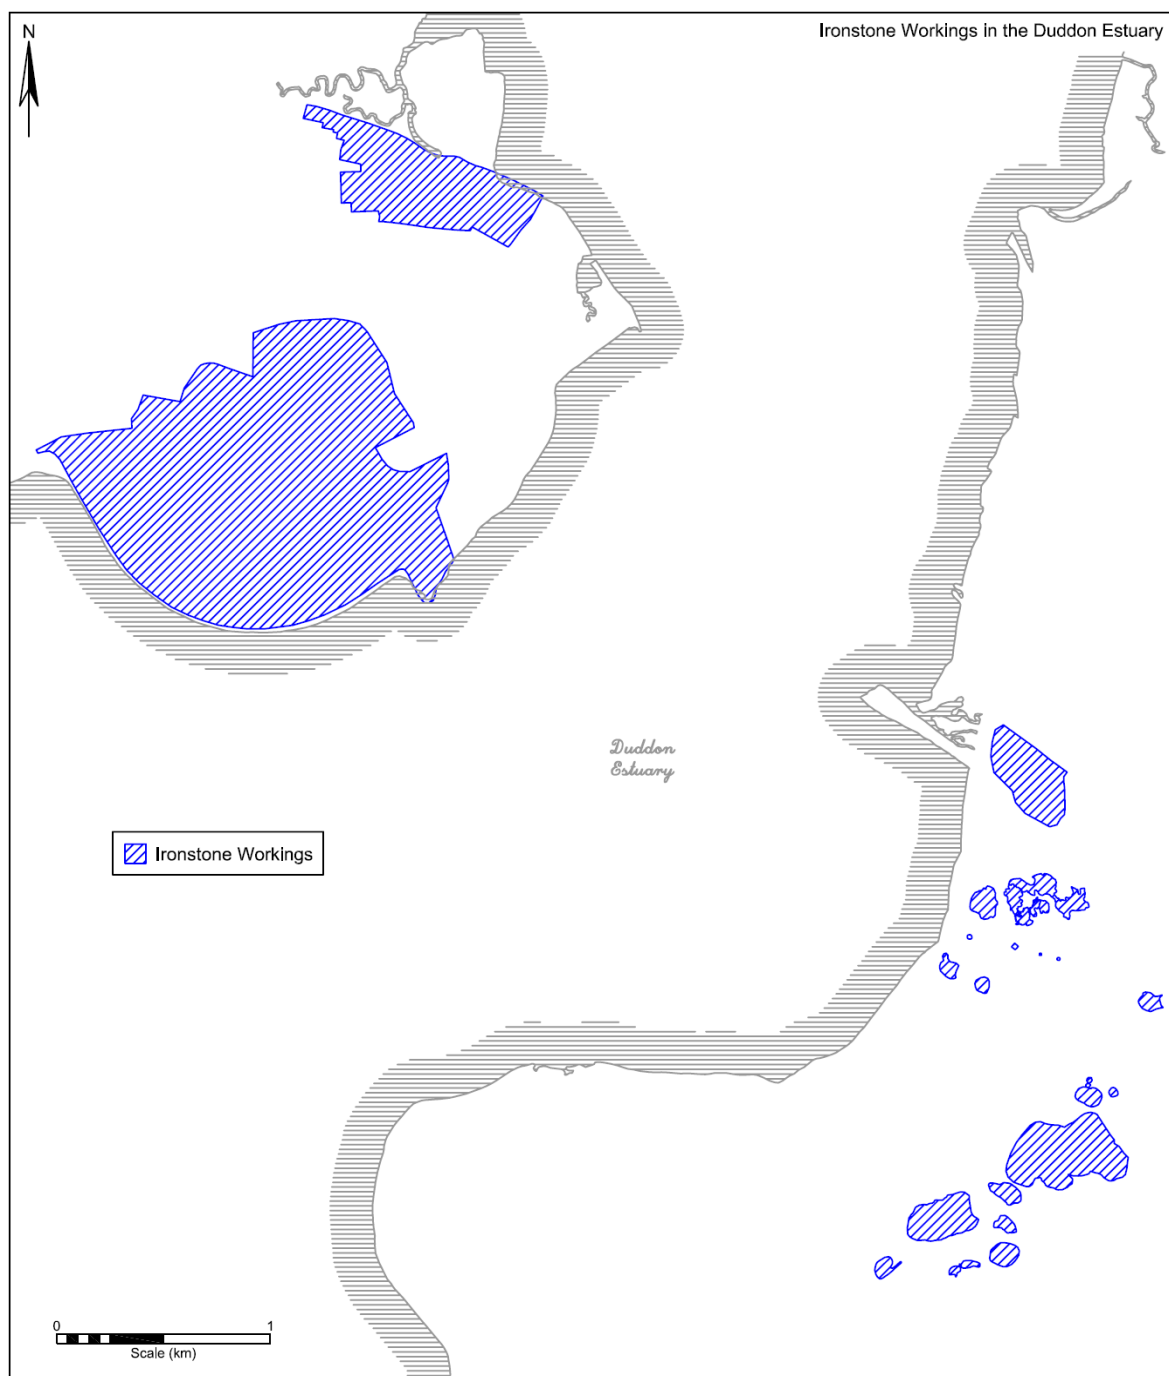 Ironstone Workings in the Duddon Estuary
N
Duddon
Estuary
Ironstone Workings
0 1
Scale (km)